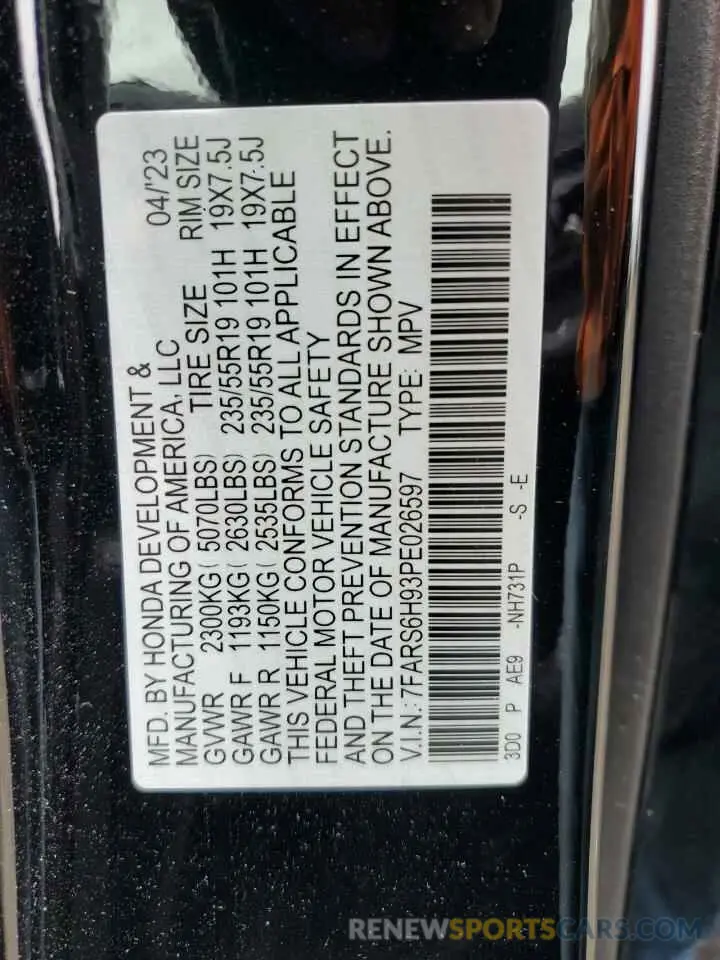 MFD. BY HONDA DEVELOPMENT &
MANUFACTURING OF AMERICA, LLC 04/'23
GVWR 2300KG( 5070LBS) TIRE SIZE RIM SIZE
GAWR F 1193KG( 2630LBS) 235/55R19 101H 19X7.5J
GAWR R 1150KG( 2535LBS) 235/55R19 101H 19X7.5J
THIS VEHICLE CONFORMS TO ALL APPLICABLE
FEDERAL MOTOR VEHICLE SAFETY
AND THEFT PREVENTION STANDARDS IN EFFECT
ON THE DATE OF MANUFACTURE SHOWN ABOVE.
V.I.N.: 7FARS6H93PE026597 TYPE: MPV
3D0 P AE9 -NH731P -S -E
RENEWSPORTSCARS.COM